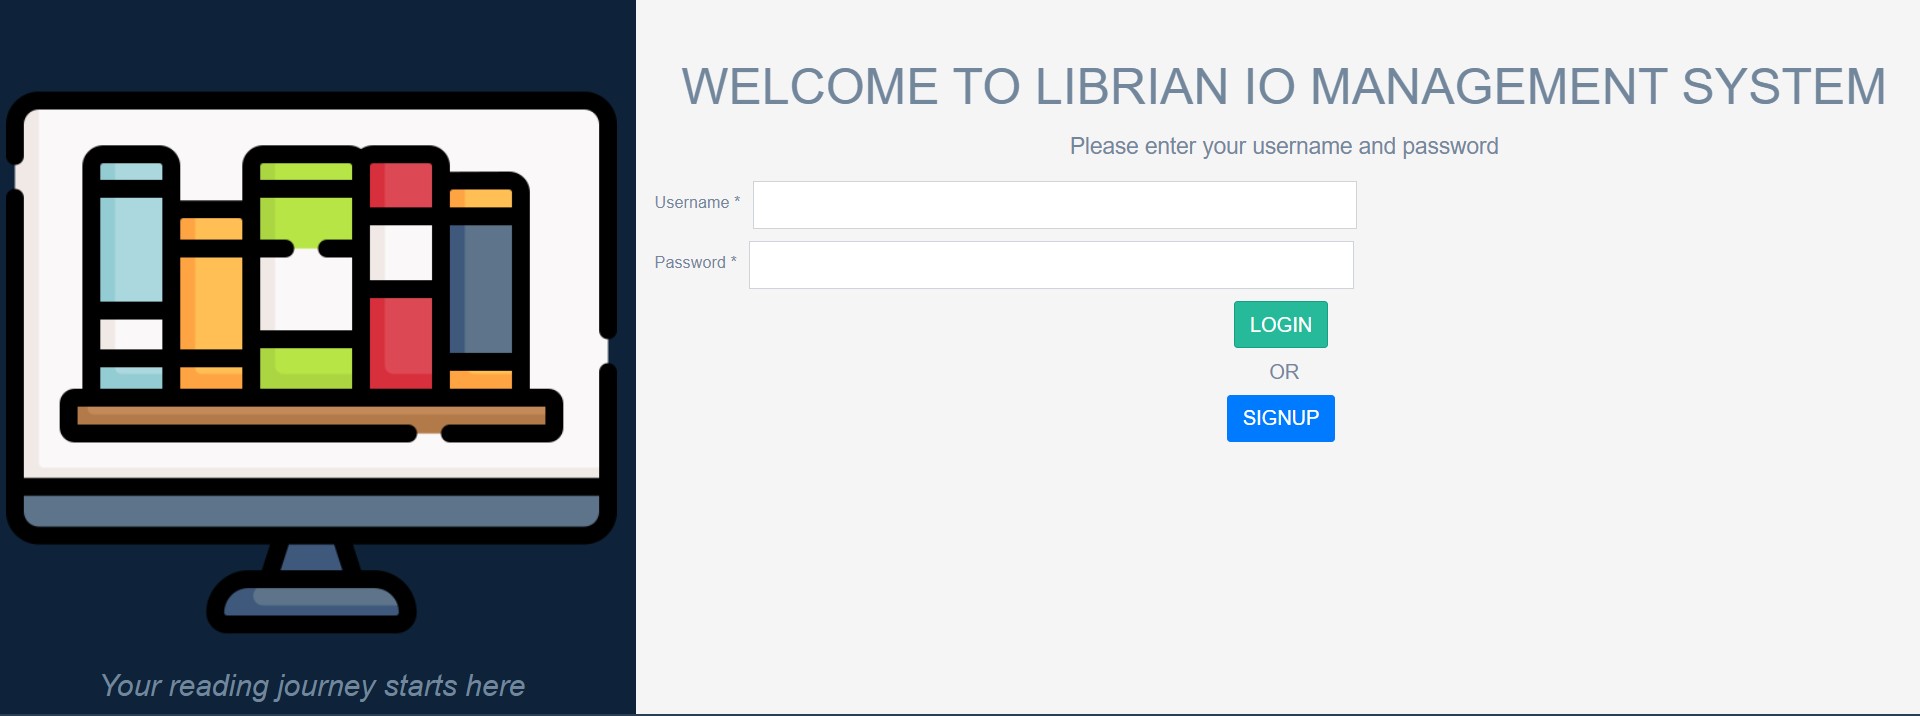 WELCOME TO LIBRIAN IO MANAGEMENT SYSTEM
Please enter your username and password
Username *
Password *
LOGIN
OR
SIGNUP
Your reading journey starts here